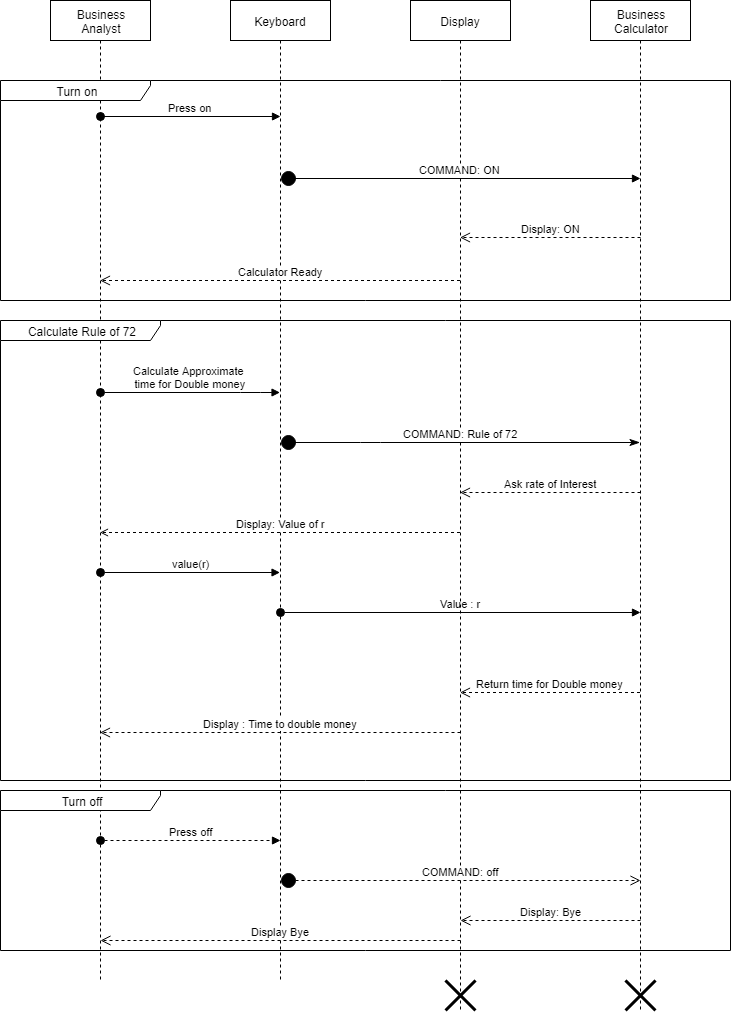 Business
Analyst
Keyboard
Display
Business
Calculator
Turn on
Press on
COMMAND: ON
Display: ON
Calculator Ready
Calculate Rule of 72
Calculate Approximate
time for Double money
COMMAND: Rule of 72
Ask rate of Interest
Display: Value of r
value(r)
Value : r
Return time for Double money
Display : Time to double money
Turn off
Press off
COMMAND: off
Display: Bye
Display Bye